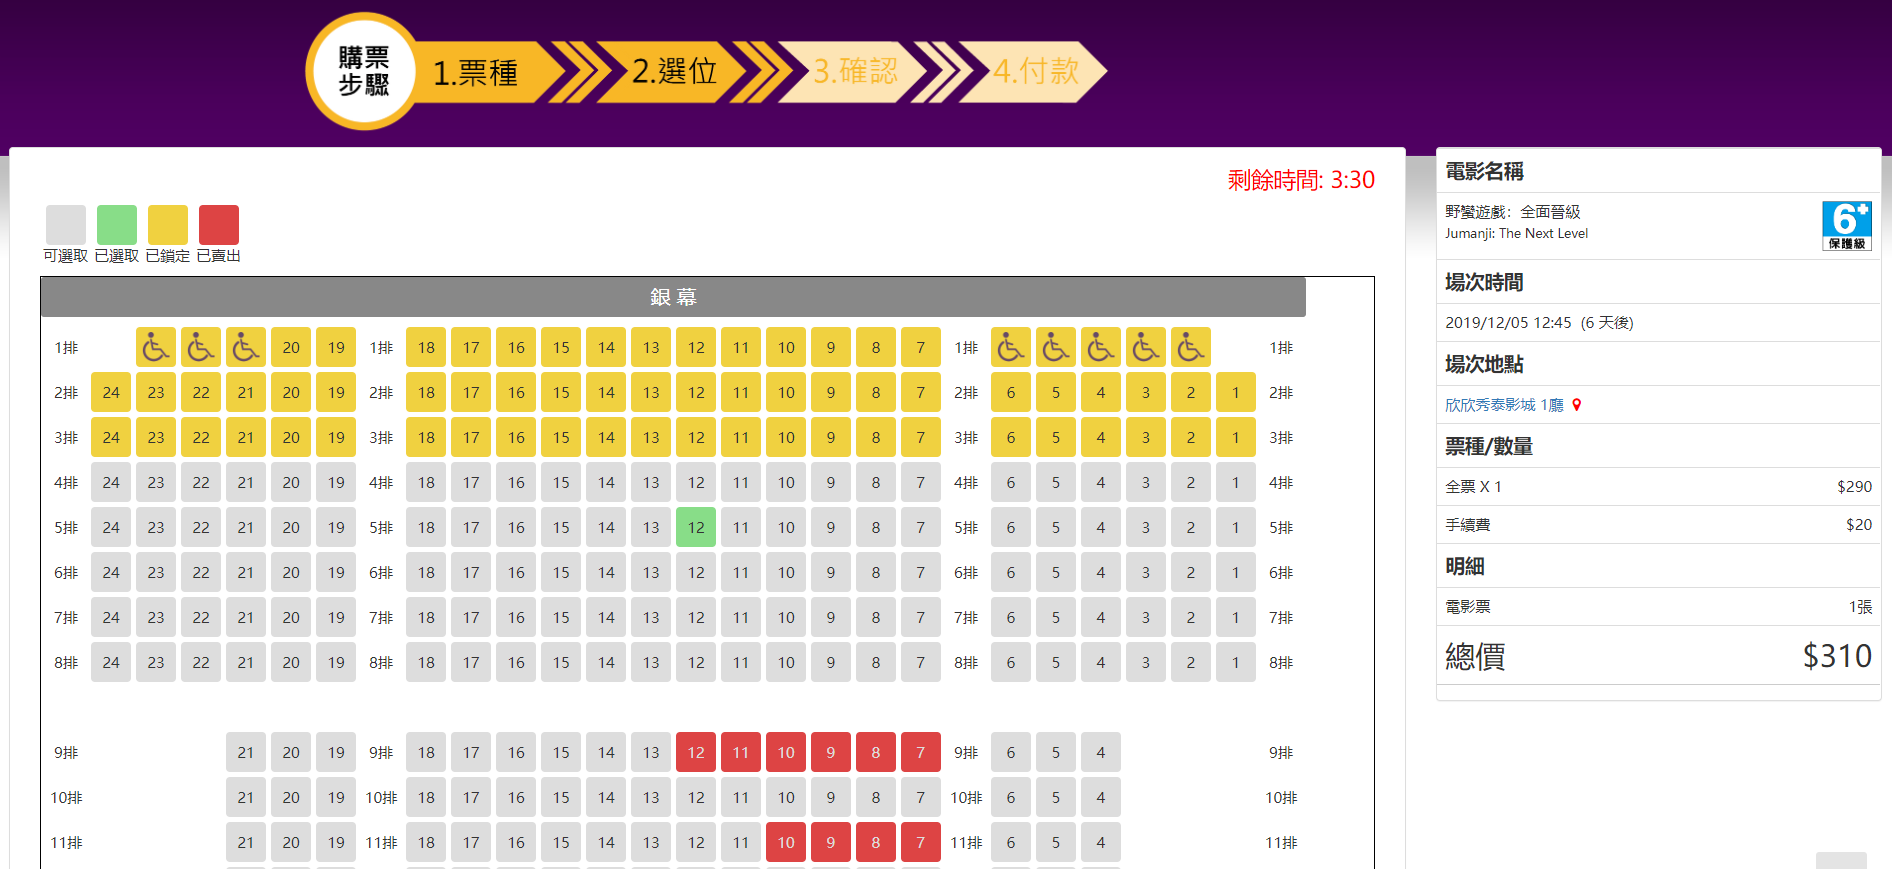 購票
步驟
1.票種
2.選位
3.確認
4.付款
剩餘時間: 3:30
可選取 已選取 已鎖定 已賣出
銀幕
1排 20 19 1排 18 17 16 15 14 13 12 11 10 9 8 7 1排 1排
2排 24 23 22 21 20 19 2排 18 17 16 15 14 13 12 11 10 9 8 7 2排 6 5 4 3 2 1 2排
3排 24 23 22 21 20 19 3排 18 17 16 15 14 13 12 11 10 9 8 7 3排 6 5 4 3 2 1 3排
4排 24 23 22 21 20 19 4排 18 17 16 15 14 13 12 11 10 9 8 7 4排 6 5 4 3 2 1 4排
5排 24 23 22 21 20 19 5排 18 17 16 15 14 13 12 11 10 9 8 7 5排 6 5 4 3 2 1 5排
6排 24 23 22 21 20 19 6排 18 17 16 15 14 13 12 11 10 9 8 7 6排 6 5 4 3 2 1 6排
7排 24 23 22 21 20 19 7排 18 17 16 15 14 13 12 11 10 9 8 7 7排 6 5 4 3 2 1 7排
8排 24 23 22 21 20 19 8排 18 17 16 15 14 13 12 11 10 9 8 7 8排 6 5 4 3 2 1 8排
9排 21 20 19 9排 18 17 16 15 14 13 12 11 10 9 8 7 9排 6 5 4 9排
10排 21 20 19 10排 18 17 16 15 14 13 12 11 10 9 8 7 10排 6 5 4 10排
11排 21 20 19 11排 18 17 16 15 14 13 12 11 10 9 8 7 11排 6 5 4 11排
電影名稱
野蠻遊戲：全面晉級
Jumanji: The Next Level
6+
保護級
場次時間
2019/12/05 12:45 (6 天後)
場次地點
欣欣秀泰影城 1廳
票種/數量
全票 X 1 $290
手續費 $20
明細
電影票 1張
總價 $310